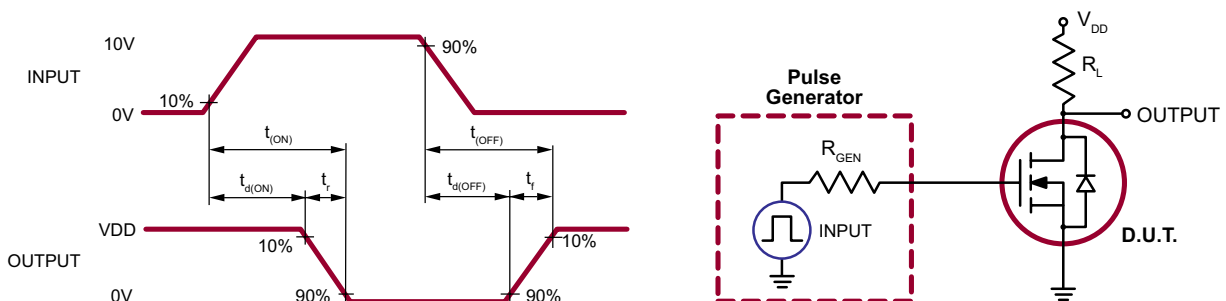 10V
90%
INPUT
10%
0V
t(ON)
t(OFF)
td(ON)
tr
td(OFF)
tf
VDD
10%
10%
OUTPUT
0V
90%
90%
VDD
RL
Pulse
Generator
OUTPUT
RGEN
INPUT
D.U.T.